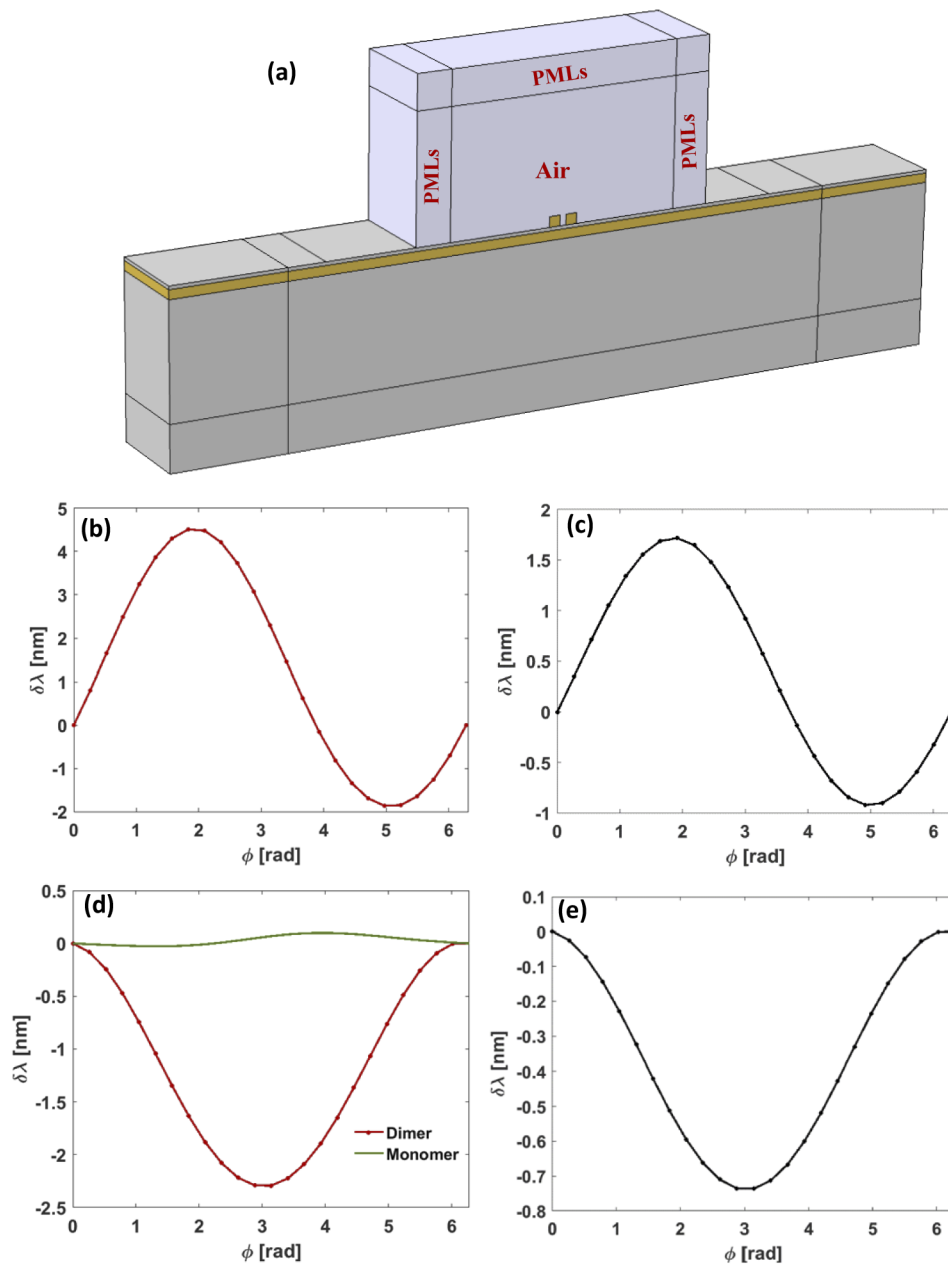 (a)
PMLs
PMLs
PMLs
Air
(b)
5
4
3
2
1
0
-1
-2
0 1 2 3 4 5 6
δλ [nm]
ϕ [rad]
(c)
2
1.5
1
0.5
0
-0.5
-1
0 1 2 3 4 5 6
δλ [nm]
ϕ [rad]
(d)
0.5
0
-0.5
-1
-1.5
-2
-2.5
0 1 2 3 4 5 6
δλ [nm]
ϕ [rad]
Dimer
Monomer
(e)
0.1
0
-0.1
-0.2
-0.3
-0.4
-0.5
-0.6
-0.7
-0.8
0 1 2 3 4 5 6
δλ [nm]
ϕ [rad]